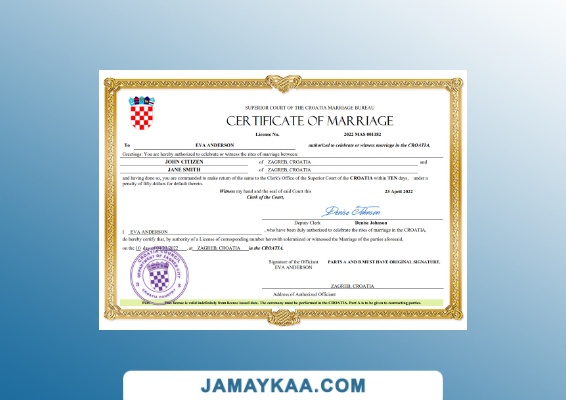 SUPERIOR COURT OF THE CROATIA MARRIAGE BUREAU
CERTIFICATE OF MARRIAGE
License No. 2022 MAS 001182
To EVA ANDERSON authorized to celebrate or witness marriage in the CROATIA.
Greetings. You are hereby authorized to celebrate or witness the rites of marriage between:
JOHN CITIZEN of ZAGREB, CROATIA and
JANE SMITH of ZAGREB, CROATIA
and having done so, you are commanded to make return of the same to the Clerk's Office of the Superior Court of the CROATIA within TEN days, under a
penalty of fifty dollars for default therein.
Witness my hand and the seal of said Court this 25 April 2022
Clerk of the Court,
Denise Johnson
Deputy Clerk Denise Johnson
I EVA ANDERSON , who have been duly authorized to celebrate the rites of marriage in the CROATIA,
do hereby certify that, by authority of a License of corresponding number herewith solemnized or witnessed the Marriage of the parties aforesaid,
on the 10 day at ZAGREB, CROATIA in the CROATIA.
Signature of the Officiant PARTS A AND B MUST HAVE ORIGINAL SIGNATURE.
EVA ANDERSON
ZAGREB, CROATIA
Address of Authorized Officient
This license is valid indefinitely from license issued date. The ceremony must be performed in the CROATIA. Part is to be given to contracting parties.
JAMAYKAA.COM